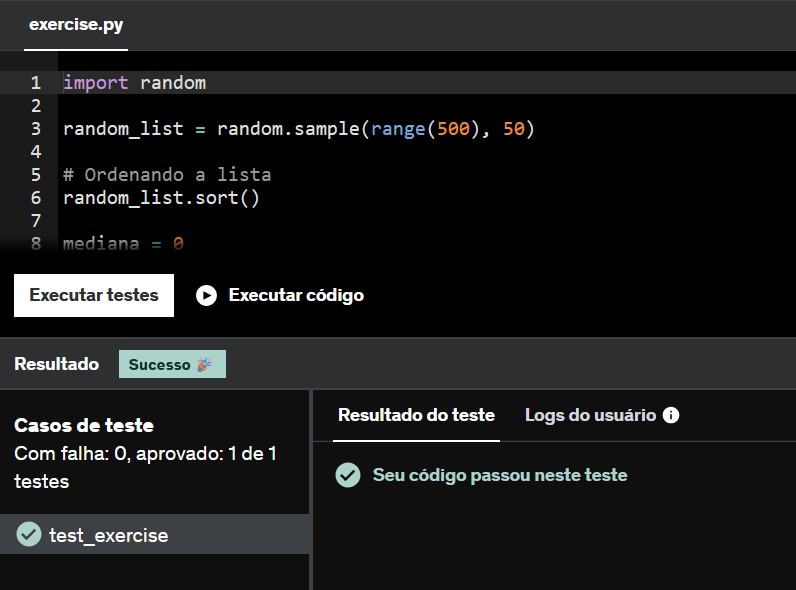 exercise.py
1 import random
2
3 random_list = random.sample(range(500), 50)
4
5 # Ordenando a lista
6 random_list.sort()
7
8 mediana = 0
Executar testes Executar código
Resultado Sucesso 🎉
Casos de teste
Com falha: 0, aprovado: 1 de 1
testes
test_exercise
Resultado do teste Logs do usuário
Seu código passou neste teste